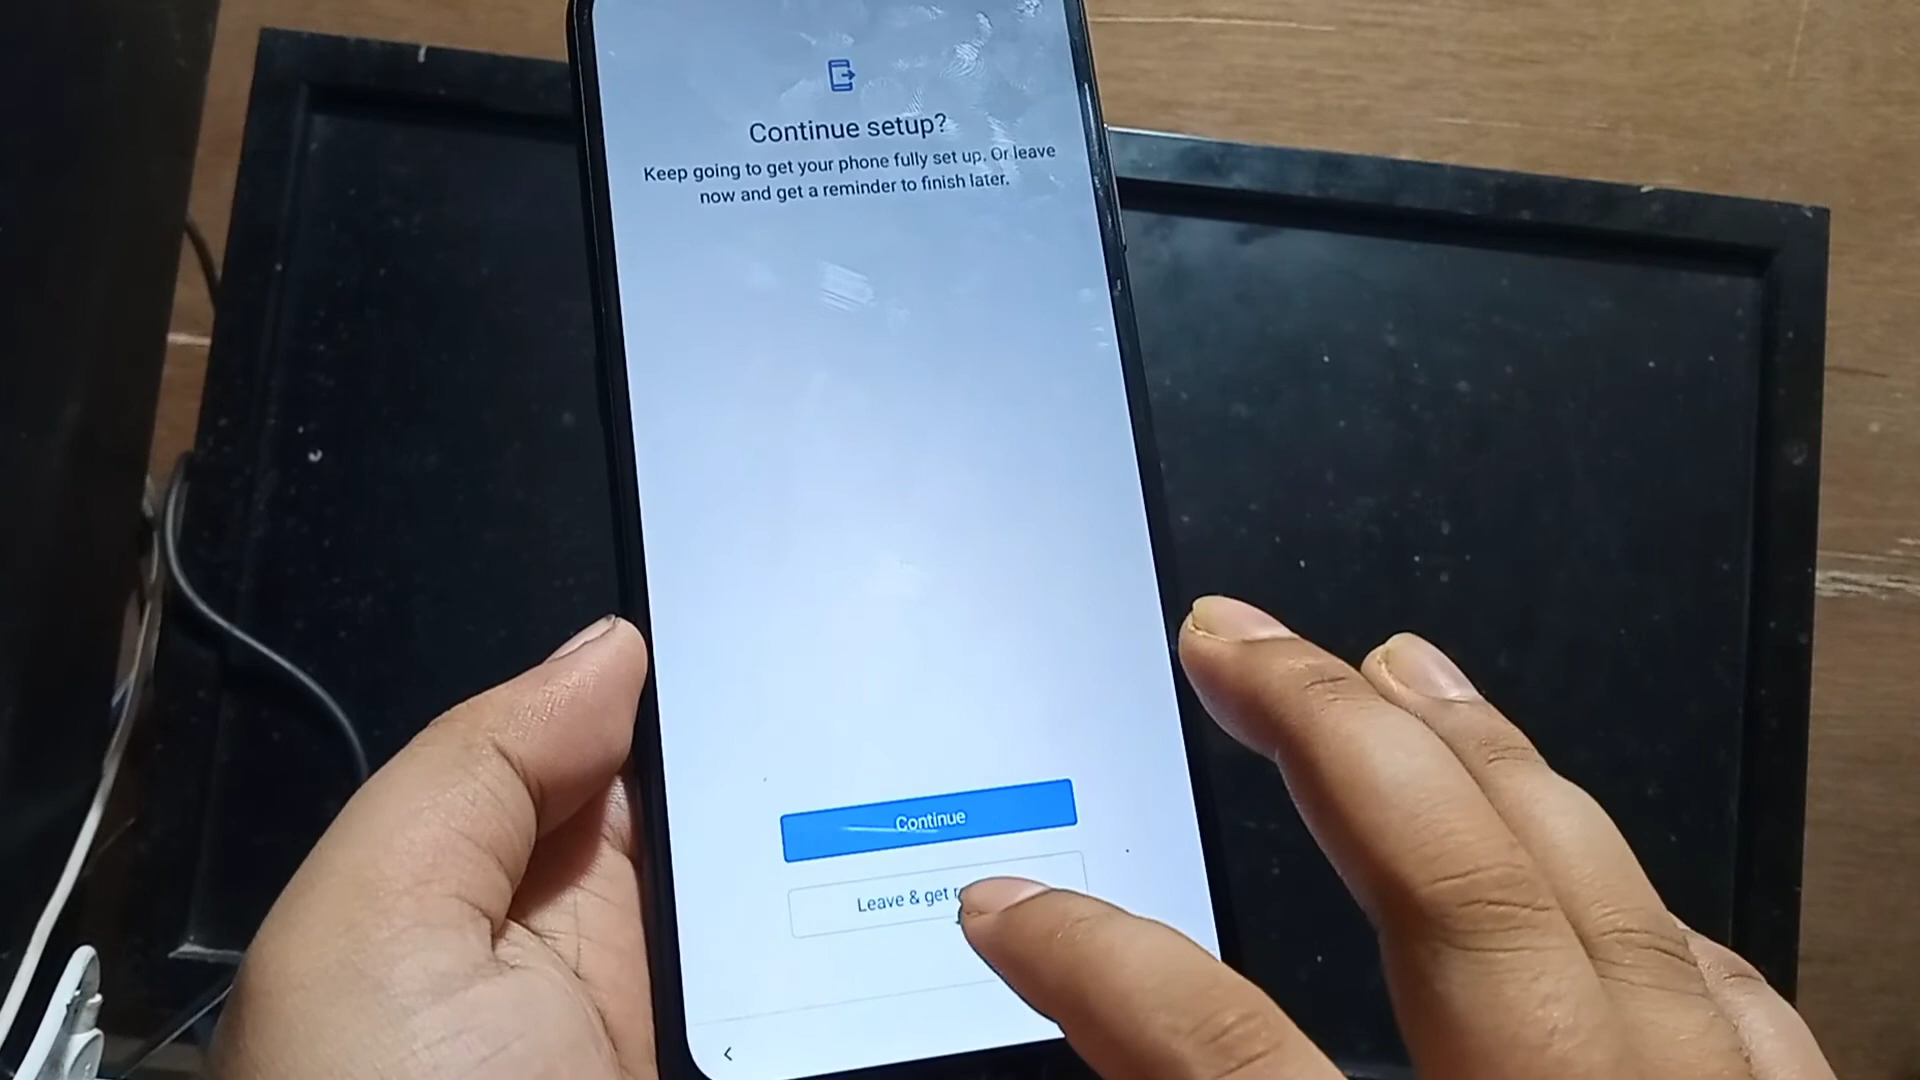 Continue setup?
Keep going to get your phone fully set up. Or leave
now and get a reminder to finish later.
Continue
Leave & get